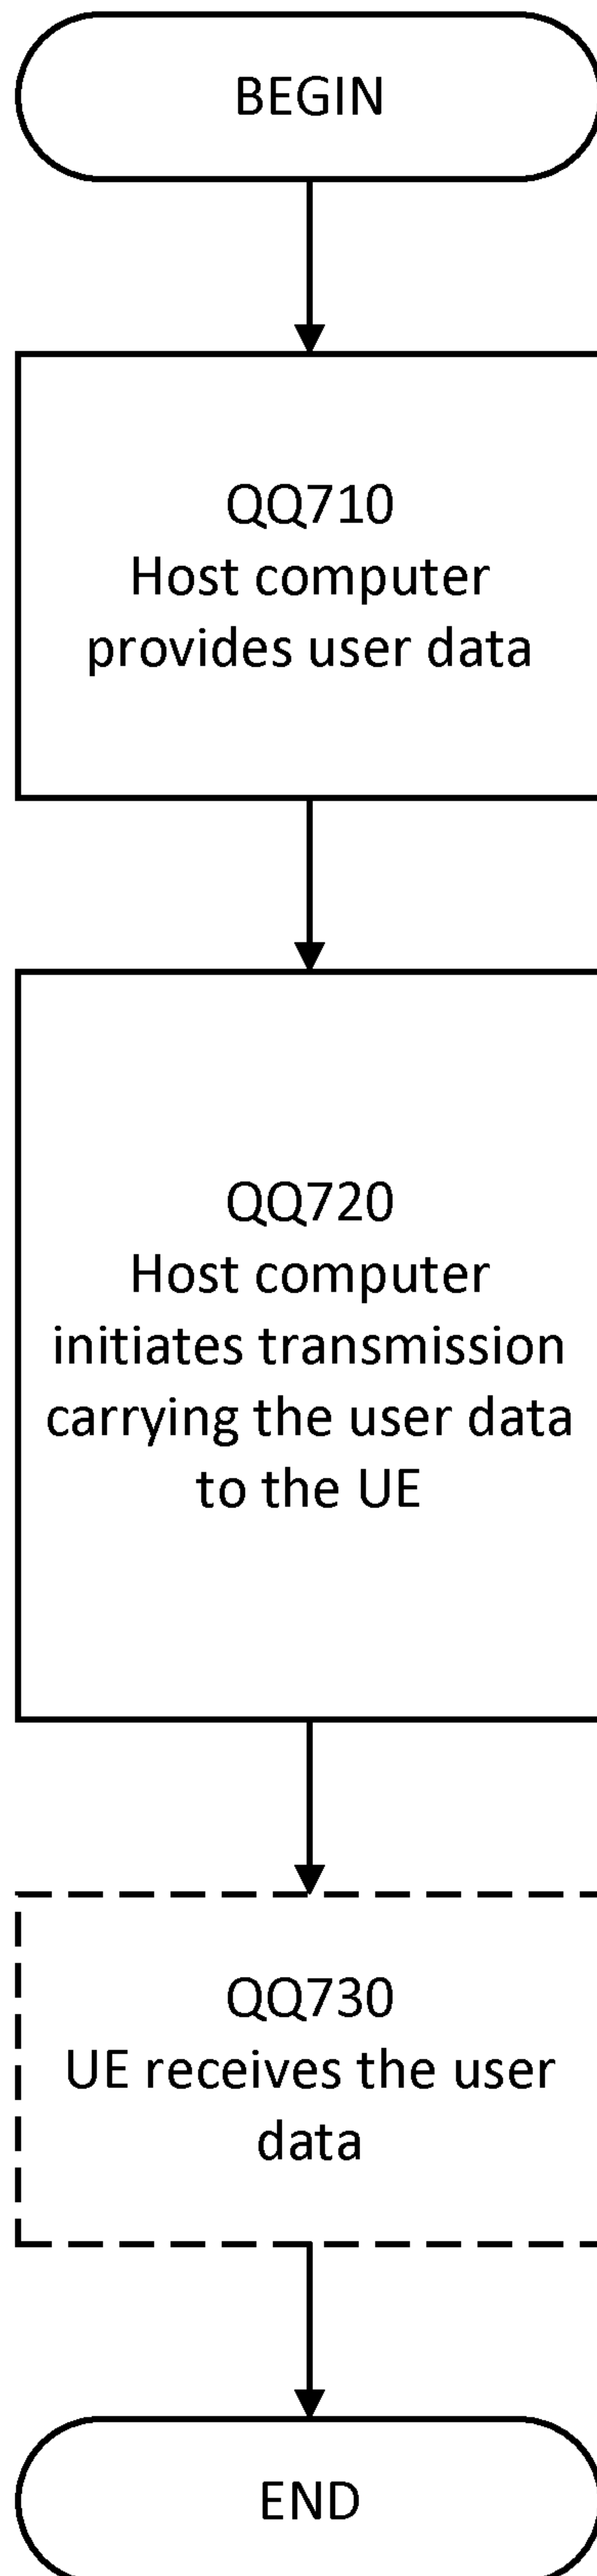 BEGIN
QQ710
Host computer
provides user data
QQ720
Host computer
initiates transmission
carrying the user data
to the UE
QQ730
UE receives the user
data
END